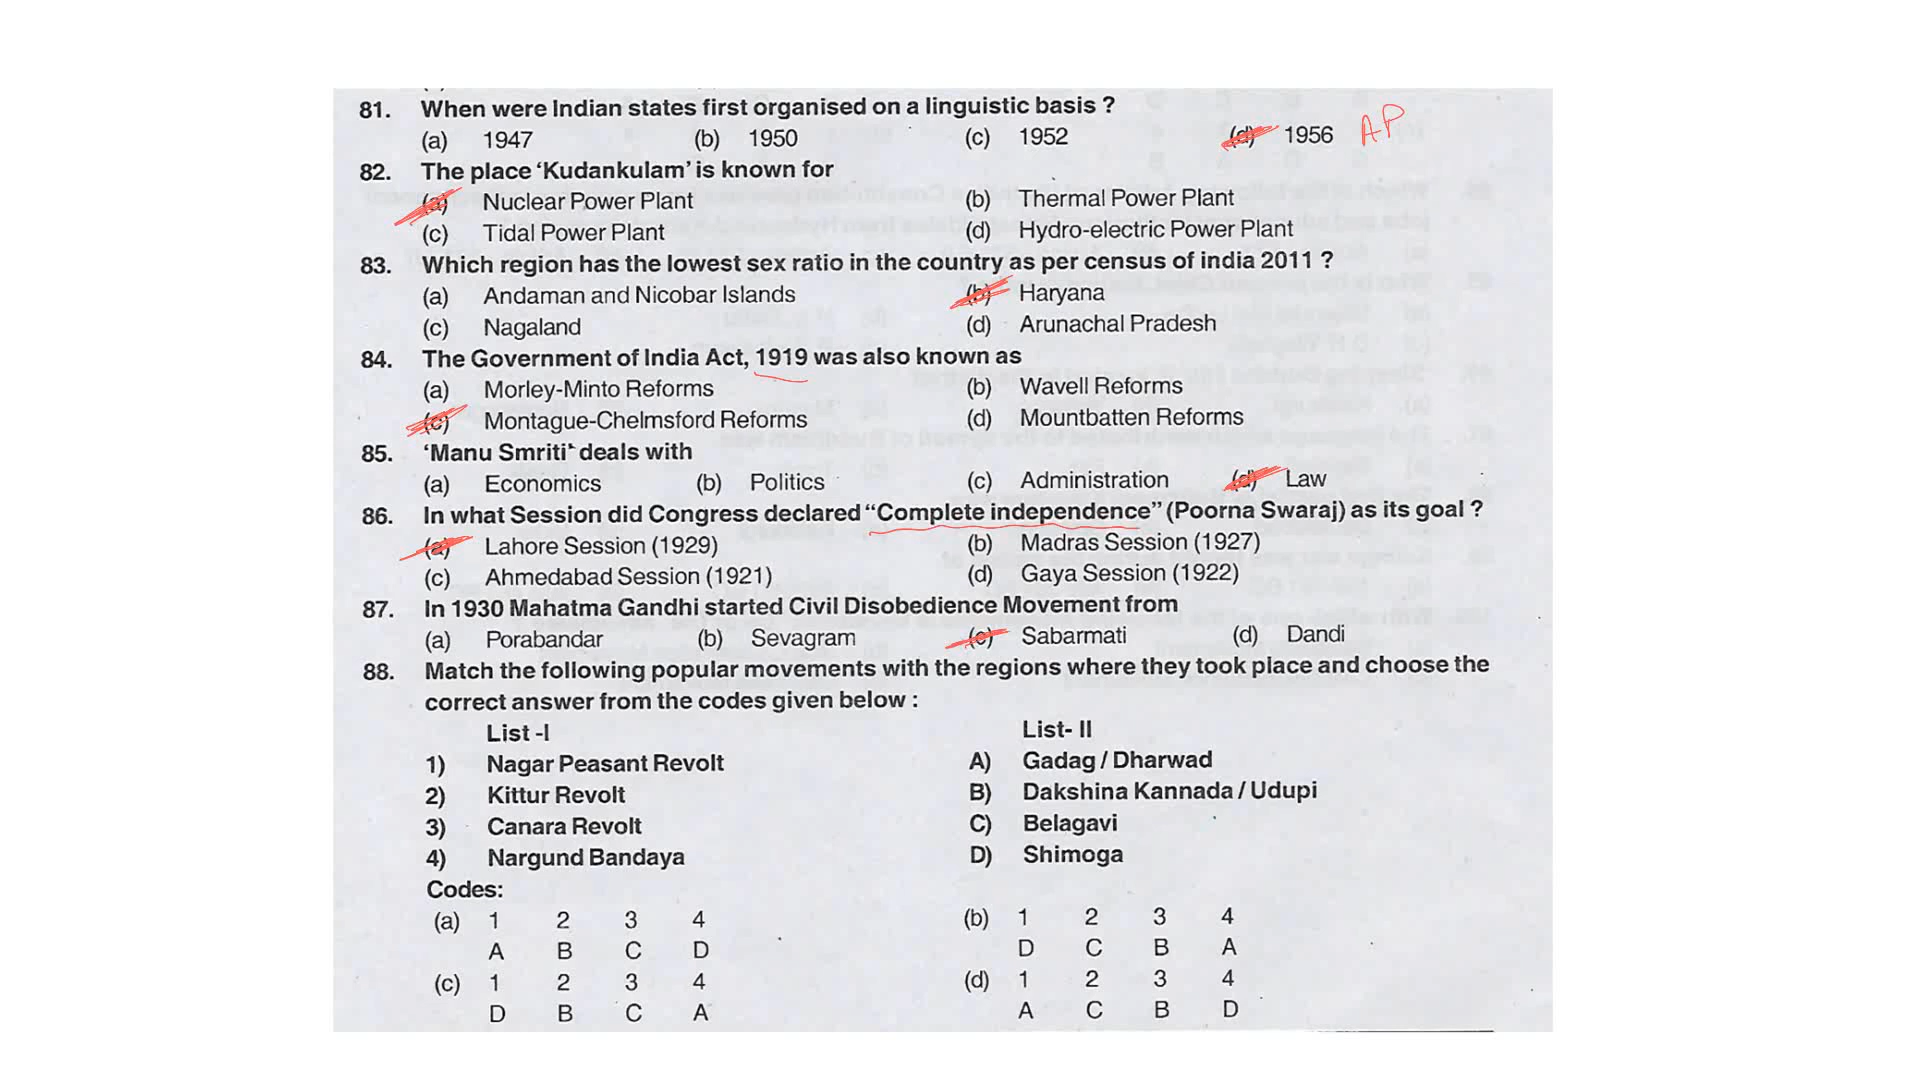 81. When were Indian states first organised on a linguistic basis ?
(a) 1947 (b) 1950 (c) 1952 (d) 1956 AP
82. The place ‘Kudankulam’ is known for
(a) Nuclear Power Plant (b) Thermal Power Plant
(c) Tidal Power Plant (d) Hydro-electric Power Plant
83. Which region has the lowest sex ratio in the country as per census of india 2011 ?
(a) Andaman and Nicobar Islands (b) Haryana
(c) Nagaland (d) Arunachal Pradesh
84. The Government of India Act, 1919 was also known as
(a) Morley-Minto Reforms (b) Wavell Reforms
(c) Montague-Chelmsford Reforms (d) Mountbatten Reforms
85. ‘Manu Smriti‘ deals with
(a) Economics (b) Politics (c) Administration (d) Law
86. In what Session did Congress declared “Complete independence” (Poorna Swaraj) as its goal ?
(a) Lahore Session (1929) (b) Madras Session (1927)
(c) Ahmedabad Session (1921) (d) Gaya Session (1922)
87. In 1930 Mahatma Gandhi started Civil Disobedience Movement from
(a) Porabandar (b) Sevagram (c) Sabarmati (d) Dandi
88. Match the following popular movements with the regions where they took place and choose the
correct answer from the codes given below :
List -I List- II
1) Nagar Peasant Revolt A) Gadag / Dharwad
2) Kittur Revolt B) Dakshina Kannada / Udupi
3) Canara Revolt C) Belagavi
4) Nargund Bandaya D) Shimoga
Codes:
(a) 1 2 3 4 (b) 1 2 3 4
A B C D D C B A
(c) 1 2 3 4 (d) 1 2 3 4
D B C A A C B D